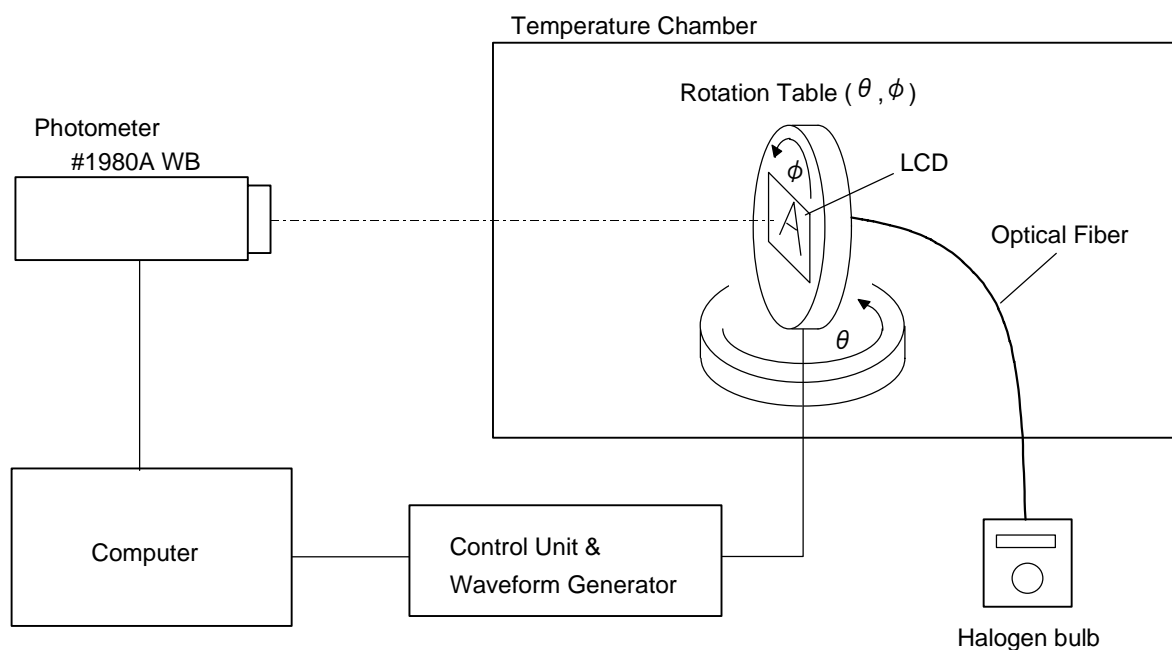 Temperature Chamber
Rotation Table ( θ , ϕ )
Photometer
#1980A WB
ϕ
LCD
A
Optical Fiber
θ
Computer
Control Unit &
Waveform Generator
Halogen bulb